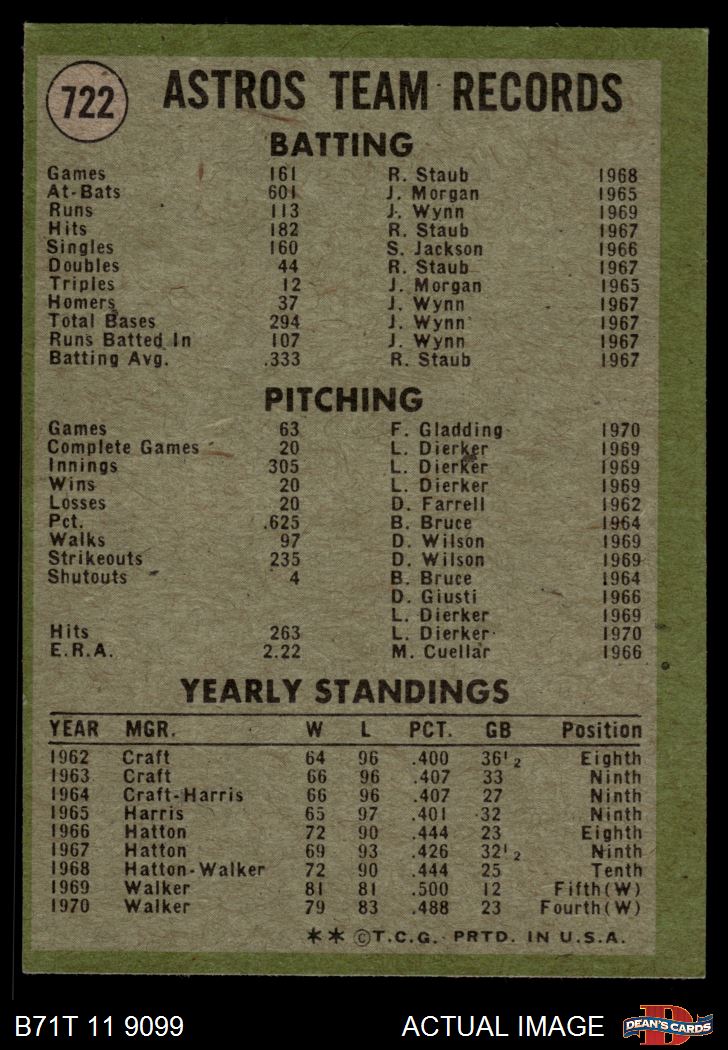 722 ASTROS TEAM RECORDS
BATTING
Games 161 R. Staub 1968
At-Bats 601 J. Morgan 1965
Runs 113 J. Wynn 1969
Hits 182 R. Staub 1967
Singles 160 S. Jackson 1966
Doubles 44 R. Staub 1967
Triples 12 J. Morgan 1965
Homers 37 J. Wynn 1967
Total Bases 294 J. Wynn 1967
Runs Batted In 107 J. Wynn 1967
Batting Avg. .333 R. Staub 1967
PITCHING
Games 63 F. Gladding 1970
Complete Games 20 L. Dierker 1969
Innings 305 L. Dierker 1969
Wins 20 L. Dierker 1969
Losses 20 D. Farrell 1962
Pct. .625 B. Bruce 1964
Walks 97 D. Wilson 1969
Strikeouts 235 D. Wilson 1969
Shutouts 4 B. Bruce 1964
D. Giusti 1966
L. Dierker 1969
Hits 263 L. Dierker 1970
E.R.A. 2.22 M. Cuellar 1966
YEARLY STANDINGS
YEAR MGR. W L PCT. GB Position
1962 Craft 64 96 .400 36½ Eighth
1963 Craft 66 96 .407 33 Ninth
1964 Craft-Harris 66 96 .407 27 Ninth
1965 Harris 65 97 .401 32 Ninth
1966 Hatton 72 90 .444 23 Eighth
1967 Hatton 69 93 .426 32½ Ninth
1968 Hatton-Walker 72 90 .444 25 Tenth
1969 Walker 81 81 .500 12 Fifth(W)
1970 Walker 79 83 .488 23 Fourth(W)
** ©T.C.G. PRTD. IN U.S.A.
B71T 11 9099 ACTUAL IMAGE D DEAN'S CARDS